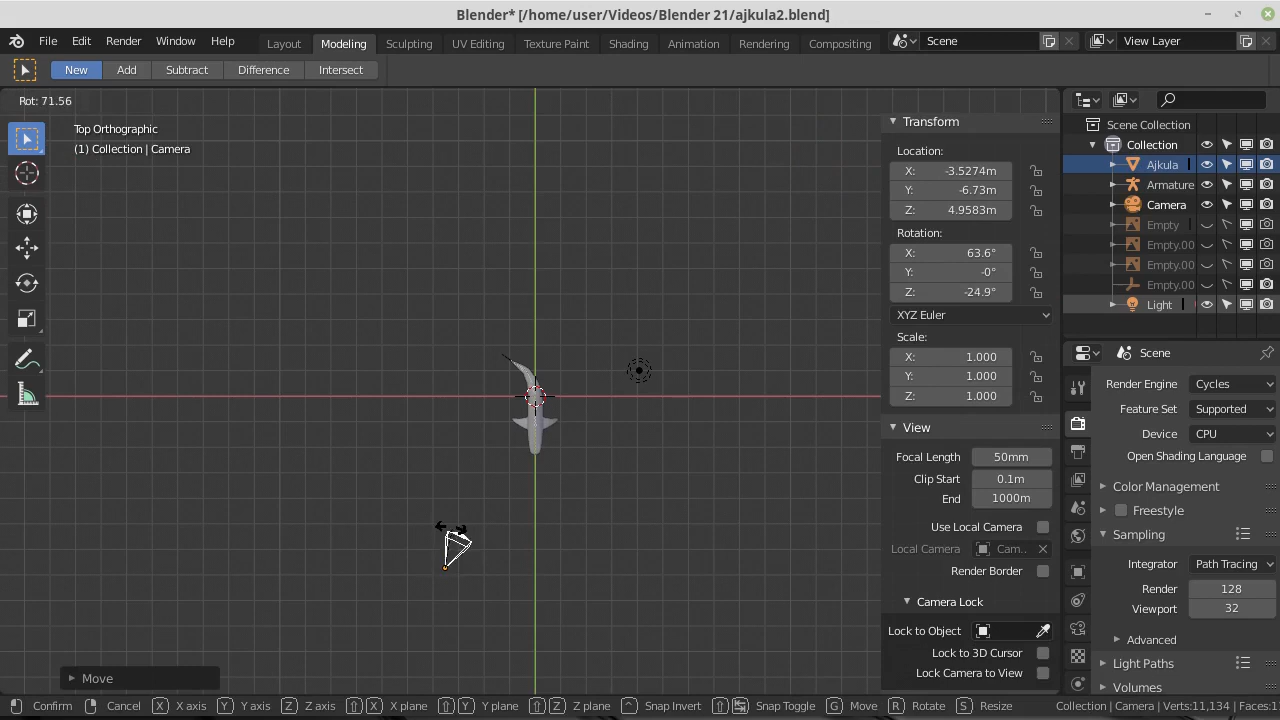 Blender* [/home/user/Videos/Blender 21/ajkula2.blend]
File Edit Render Window Help Layout Modeling Sculpting UV Editing Texture Paint Shading Animation Rendering Compositing Scene View Layer
New Add Subtract Difference Intersect
Rot: 71.56
Top Orthographic
(1) Collection | Camera
Move
Transform
Location:
X: -3.5274m
Y: -6.73m
Z: 4.9583m
Rotation:
X: 63.6°
Y: -0°
Z: -24.9°
XYZ Euler
Scale:
X: 1.000
Y: 1.000
Z: 1.000
View
Focal Length 50mm
Clip Start 0.1m
End 1000m
Use Local Camera
Local Camera Cam..
Render Border
Camera Lock
Lock to Object
Lock to 3D Cursor
Lock Camera to View
Scene Collection
Collection
Ajkula
Armature
Camera
Empty
Empty.00
Empty.00
Empty.00
Light
Scene
Render Engine Cycles
Feature Set Supported
Device CPU
Open Shading Language
Color Management
Freestyle
Sampling
Integrator Path Tracing
Render 128
Viewport 32
Advanced
Light Paths
Volumes
Confirm Cancel X X axis Y Y axis Z Z axis X X plane Y Y plane Z Z plane Snap Invert Snap Toggle G Move R Rotate S Resize Collection | Camera | Verts:11,134 | Faces:1